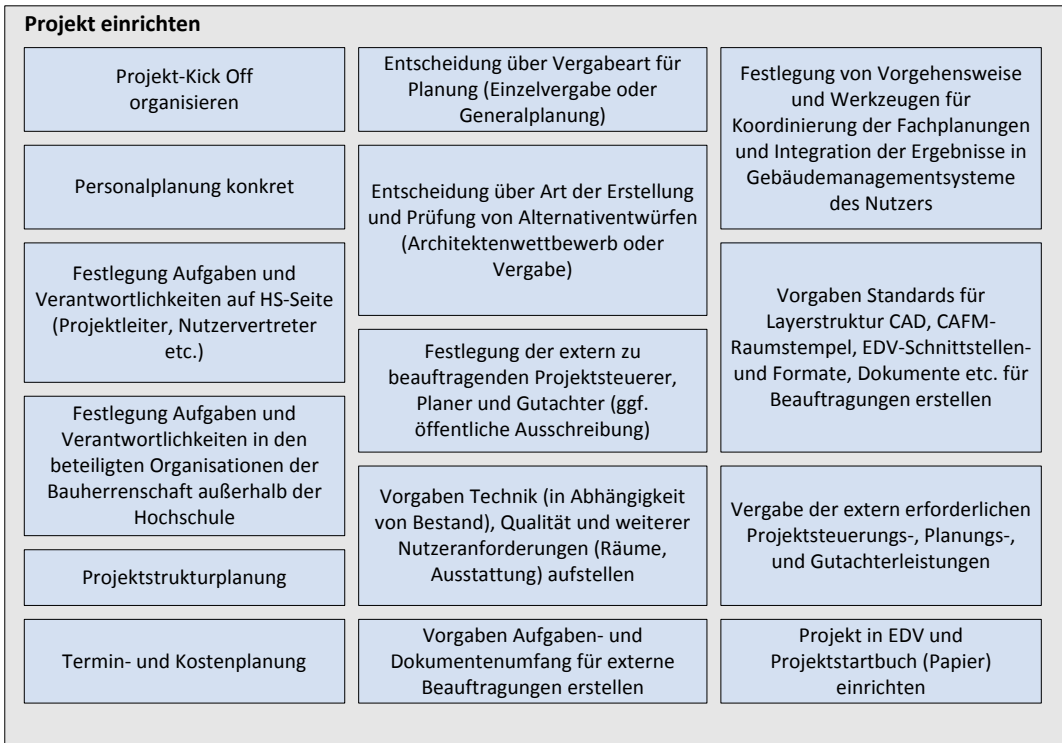 Projekt einrichten
Projekt-Kick Off
organisieren
Personalplanung konkret
Festlegung Aufgaben und
Verantwortlichkeiten auf HS-Seite
(Projektleiter, Nutzervertreter
etc.)
Festlegung Aufgaben und
Verantwortlichkeiten in den
beteiligten Organisationen der
Bauherrenschaft außerhalb der
Hochschule
Projektstrukturplanung
Termin- und Kostenplanung
Entscheidung über Vergabeart für
Planung (Einzelvergabe oder
Generalplanung)
Entscheidung über Art der Erstellung
und Prüfung von Alternativentwürfen
(Architektenwettbewerb oder
Vergabe)
Festlegung der extern zu
beauftragenden Projektsteuerer,
Planer und Gutachter (ggf.
öffentliche Ausschreibung)
Vorgaben Technik (in Abhängigkeit
von Bestand), Qualität und weiterer
Nutzeranforderungen (Räume,
Ausstattung) aufstellen
Vorgaben Aufgaben- und
Dokumentenumfang für externe
Beauftragungen erstellen
Festlegung von Vorgehensweise
und Werkzeugen für
Koordinierung der Fachplanungen
und Integration der Ergebnisse in
Gebäudemanagementsysteme
des Nutzers
Vorgaben Standards für
Layerstruktur CAD, CAFM-
Raumstempel, EDV-Schnittstellen-
und Formate, Dokumente etc. für
Beauftragungen erstellen
Vergabe der extern erforderlichen
Projektsteuerungs-, Planungs-,
und Gutachterleistungen
Projekt in EDV und
Projektstartbuch (Papier)
einrichten